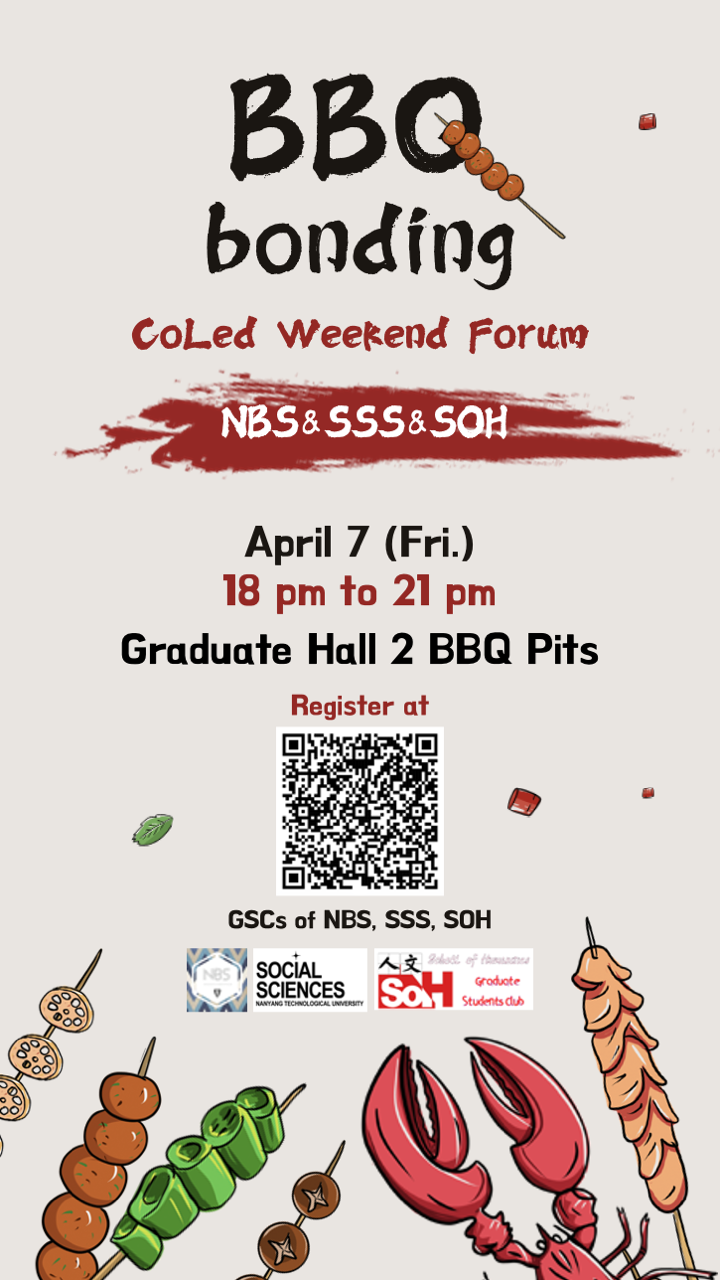 BBQ
bonding
CoLed Weekend Forum
NBS&SSS&SOH
April 7 (Fri.)
18 pm to 21 pm
Graduate Hall 2 BBQ Pits
Register at
GSCs of NBS, SSS, SOH
NBS
SOCIAL
SCIENCES
NANYANG TECHNOLOGICAL UNIVERSITY
人文 School of Humanities
SoH Graduate
Students Club